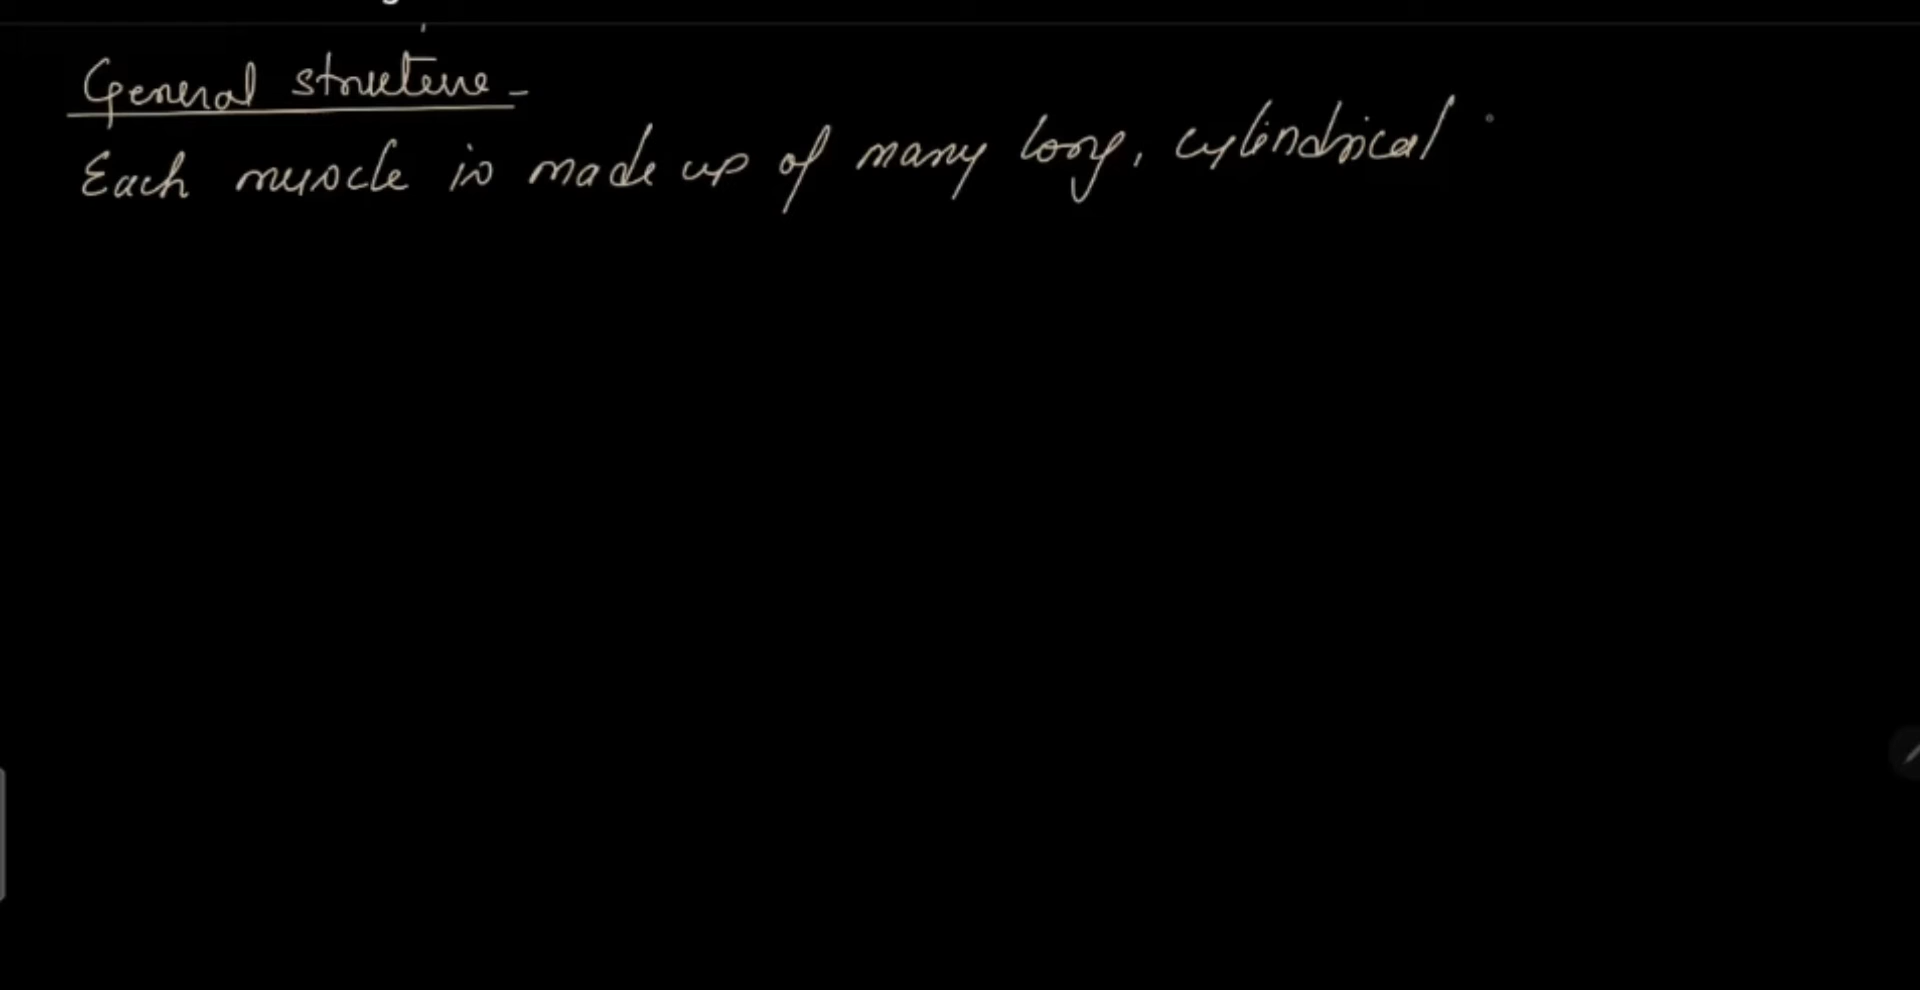 General structure -
Each muscle is made up of many long, cylindrical